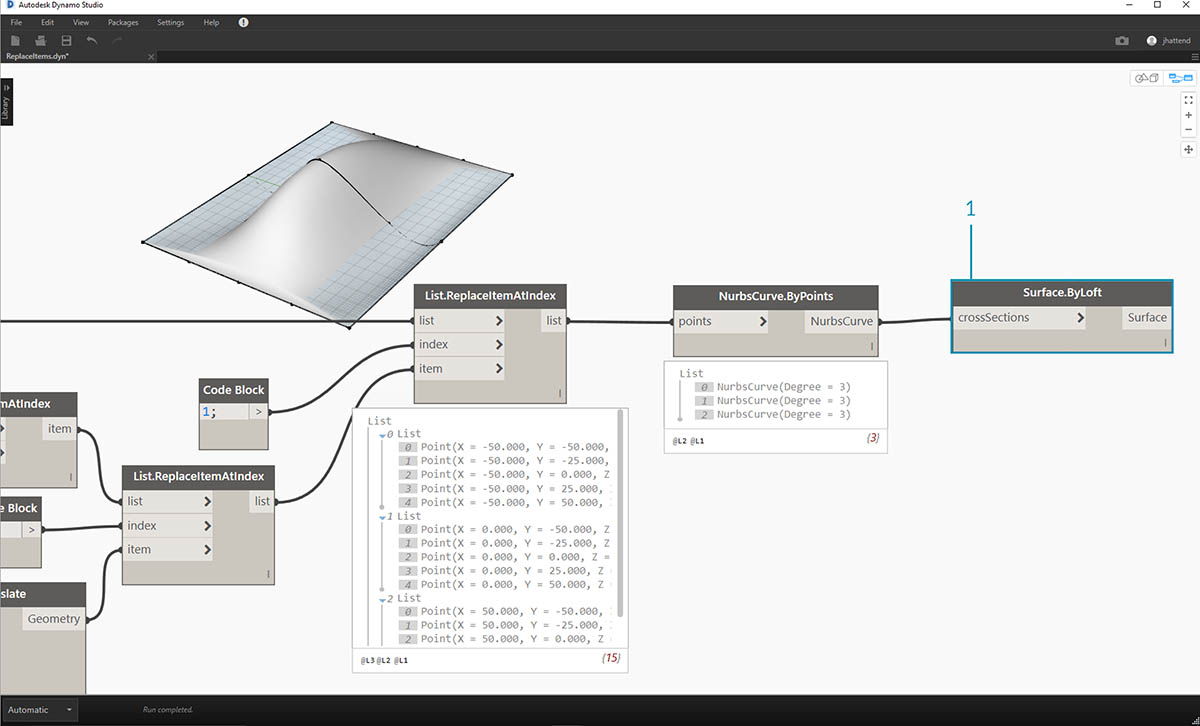 Autodesk Dynamo Studio
File Edit View Packages Settings Help !
jhattend
ReplaceItems.dyn*
Library
1
List.ReplaceItemAtIndex
list > list
index >
item >
NurbsCurve.ByPoints
points > NurbsCurve
Surface.ByLoft
crossSections > Surface
List
0 NurbsCurve(Degree = 3)
1 NurbsCurve(Degree = 3)
2 NurbsCurve(Degree = 3)
@L2 @L1 {3}
Code Block
1; >
mAtIndex
item
List
0 List
0 Point(X = -50.000, Y = -50.000,
1 Point(X = -50.000, Y = -25.000,
2 Point(X = -50.000, Y = 0.000, Z
3 Point(X = -50.000, Y = 25.000,
4 Point(X = -50.000, Y = 50.000,
1 List
0 Point(X = 0.000, Y = -50.000, Z
1 Point(X = 0.000, Y = -25.000, Z
2 Point(X = 0.000, Y = 0.000, Z =
3 Point(X = 0.000, Y = 25.000, Z
4 Point(X = 0.000, Y = 50.000, Z
2 List
0 Point(X = 50.000, Y = -50.000,
1 Point(X = 50.000, Y = -25.000,
2 Point(X = 50.000, Y = 0.000, Z
@L3 @L2 @L1 {15}
List.ReplaceItemAtIndex
list > list
index >
item >
e Block
>
slate
Geometry
Automatic
Run completed.